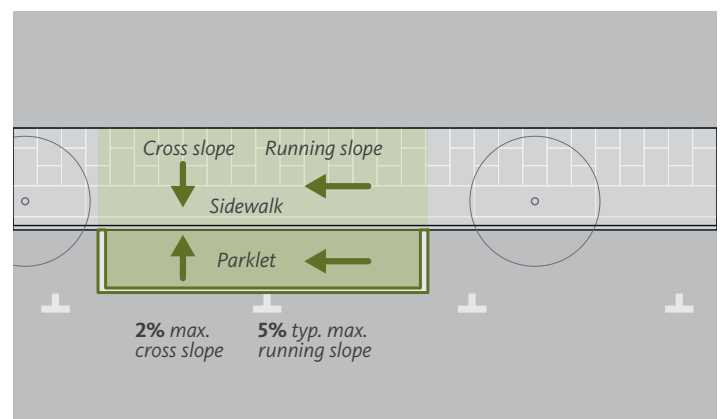 Cross slope
Running slope
Sidewalk
Parklet
2% max.
cross slope
5% typ. max.
running slope